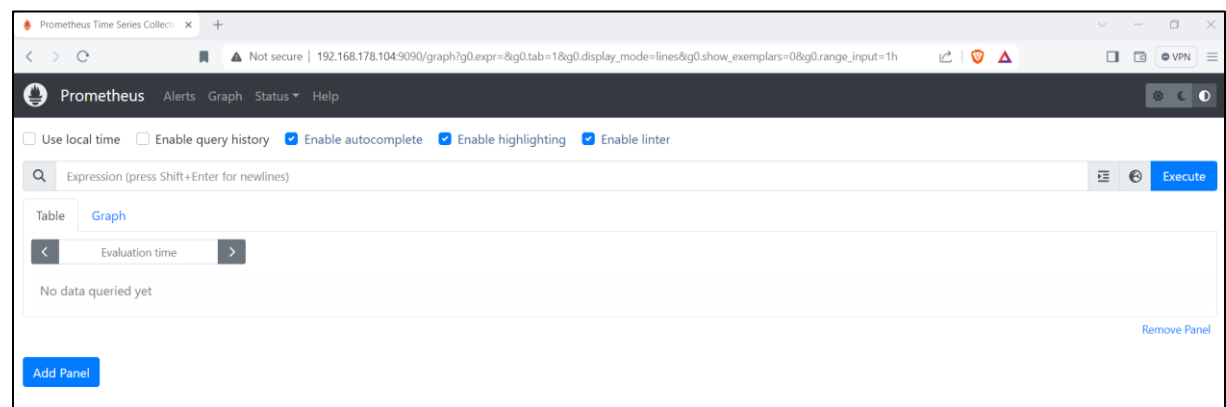 Prometheus Time Series Collecti
Not secure | 192.168.178.104:9090/graph?g0.expr=&g0.tab=1&g0.display_mode=lines&g0.show_exemplars=0&g0.range_input=1h VPN
Prometheus Alerts Graph Status Help
Use local time Enable query history Enable autocomplete Enable highlighting Enable linter
Expression (press Shift+Enter for newlines) Execute
Table Graph
Evaluation time
No data queried yet
Remove Panel
Add Panel